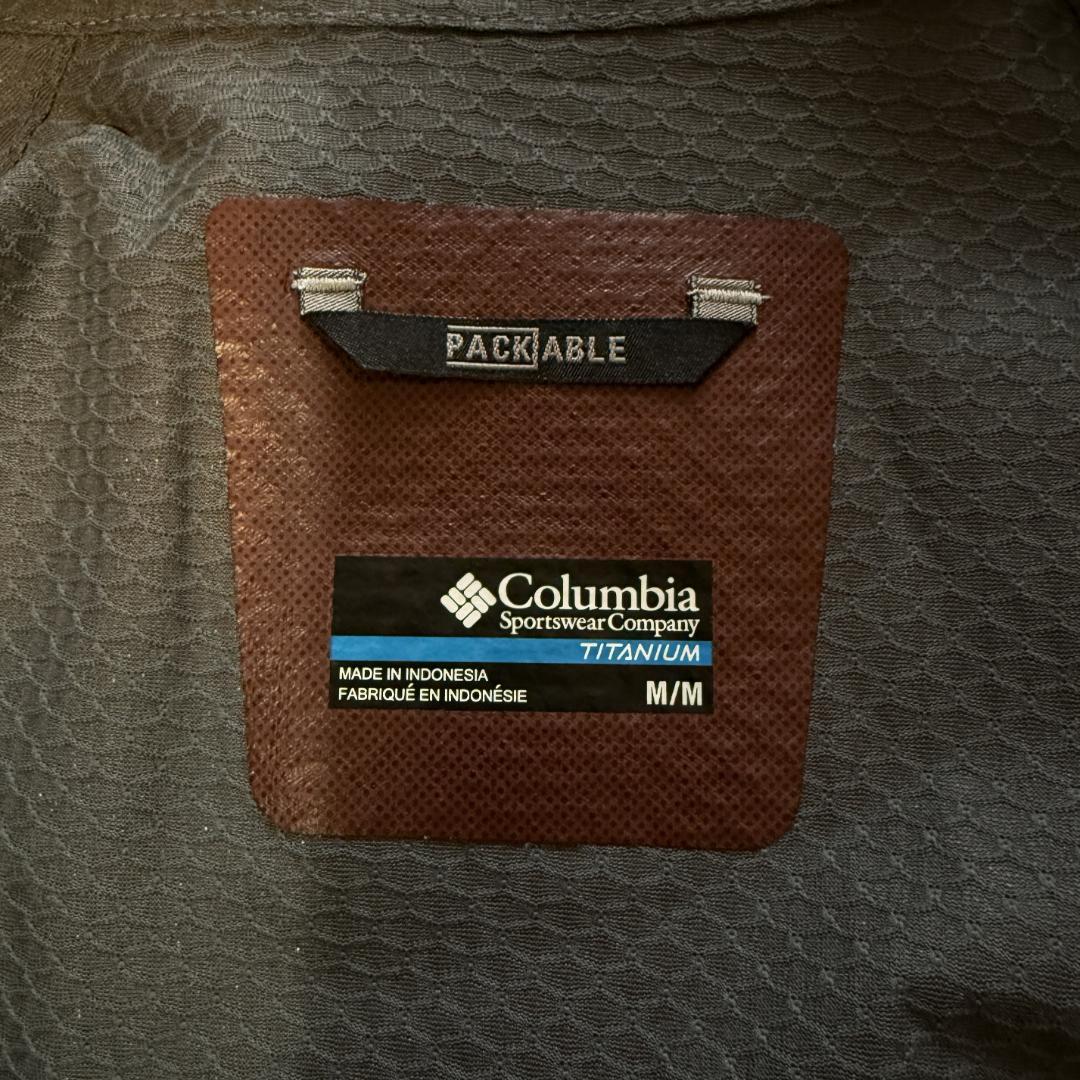 PACKABLE
Columbia
Sportswear Company
TITANIUM
MADE IN INDONESIA
FABRIQUÉ EN INDONÉSIE
M/M